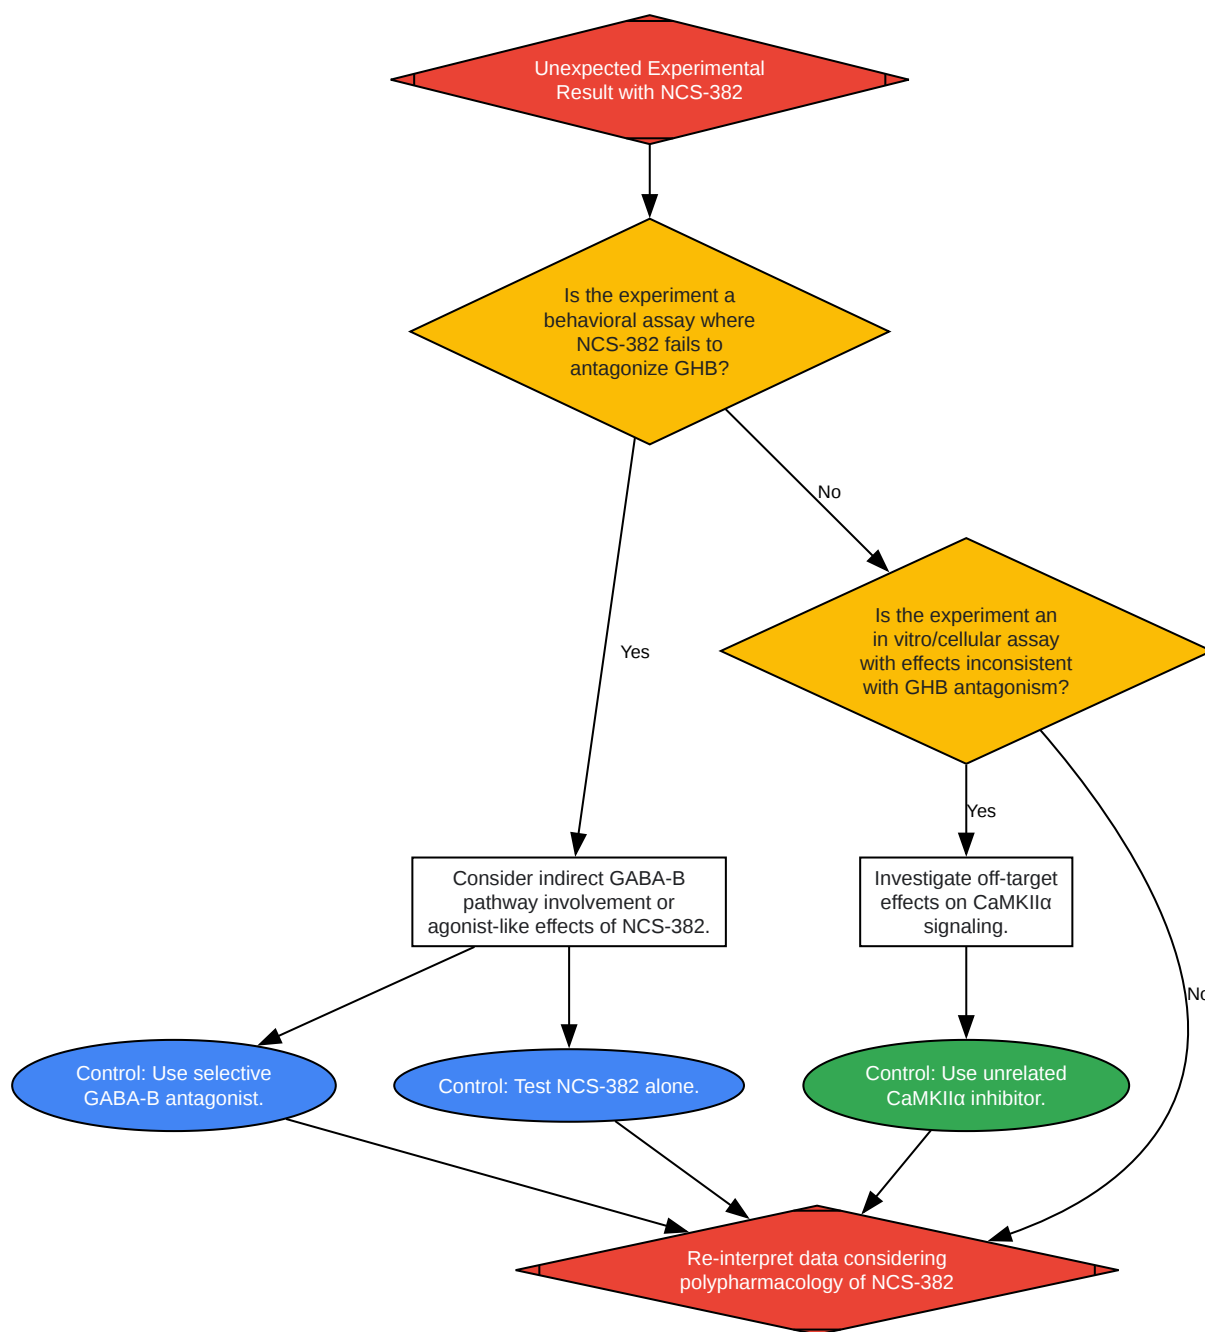 Unexpected Experimental
Result with NCS-382
Is the experiment a
behavioral assay where
NCS-382 fails to
antagonize GHB?
No
Is the experiment an
in vitro/cellular assay
with effects inconsistent
with GHB antagonism?
Yes
Yes
Consider indirect GABA-B
pathway involvement or
agonist-like effects of NCS-382.
Investigate off-target
effects on CaMKIIα
signaling.
No
Control: Use selective
GABA-B antagonist.
Control: Test NCS-382 alone.
Control: Use unrelated
CaMKIIα inhibitor.
Re-interpret data considering
polypharmacology of NCS-382